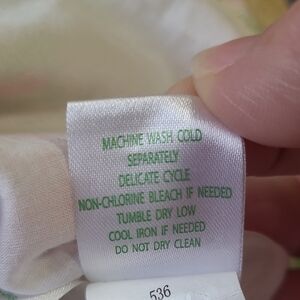 MACHINE WASH COLD
SEPARATELY
DELICATE CYCLE
NON-CHLORINE BLEACH IF NEEDED
TUMBLE DRY LOW
COOL IRON IF NEEDED
DO NOT DRY CLEAN
536